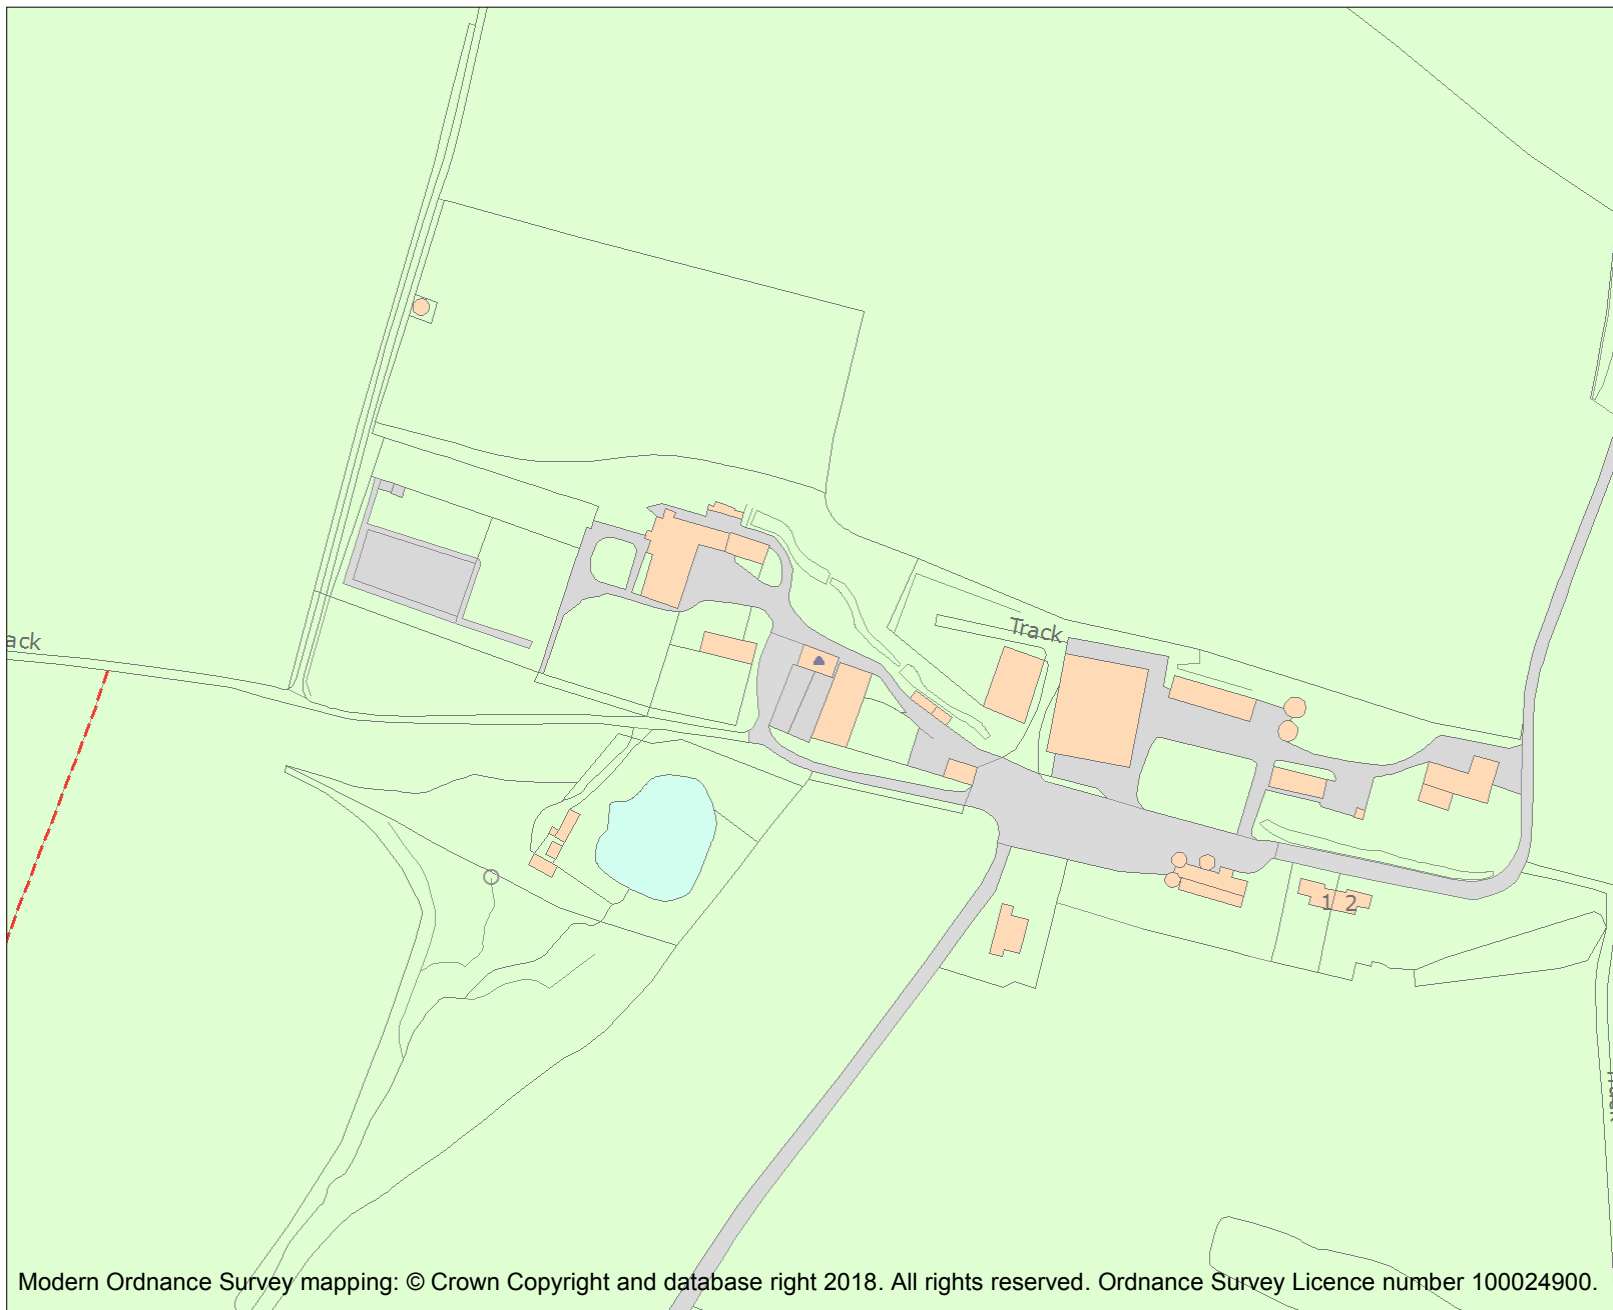 Track
ack
1 2
Modern Ordnance Survey mapping: © Crown Copyright and database right 2018. All rights reserved. Ordnance Survey Licence number 100024900.